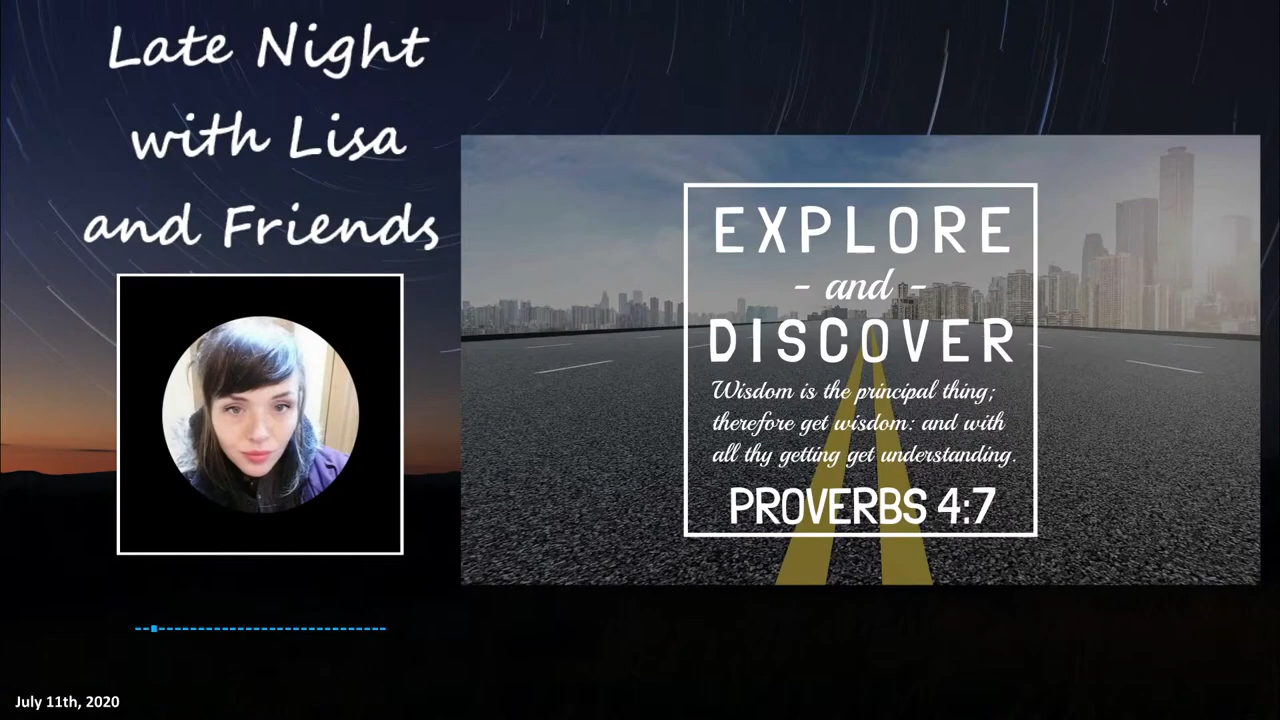 Late Night
with Lisa
and Friends
EXPLORE
- and -
DISCOVER
Wisdom is the principal thing;
therefore get wisdom: and with
all thy getting get understanding.
PROVERBS 4:7
July 11th, 2020